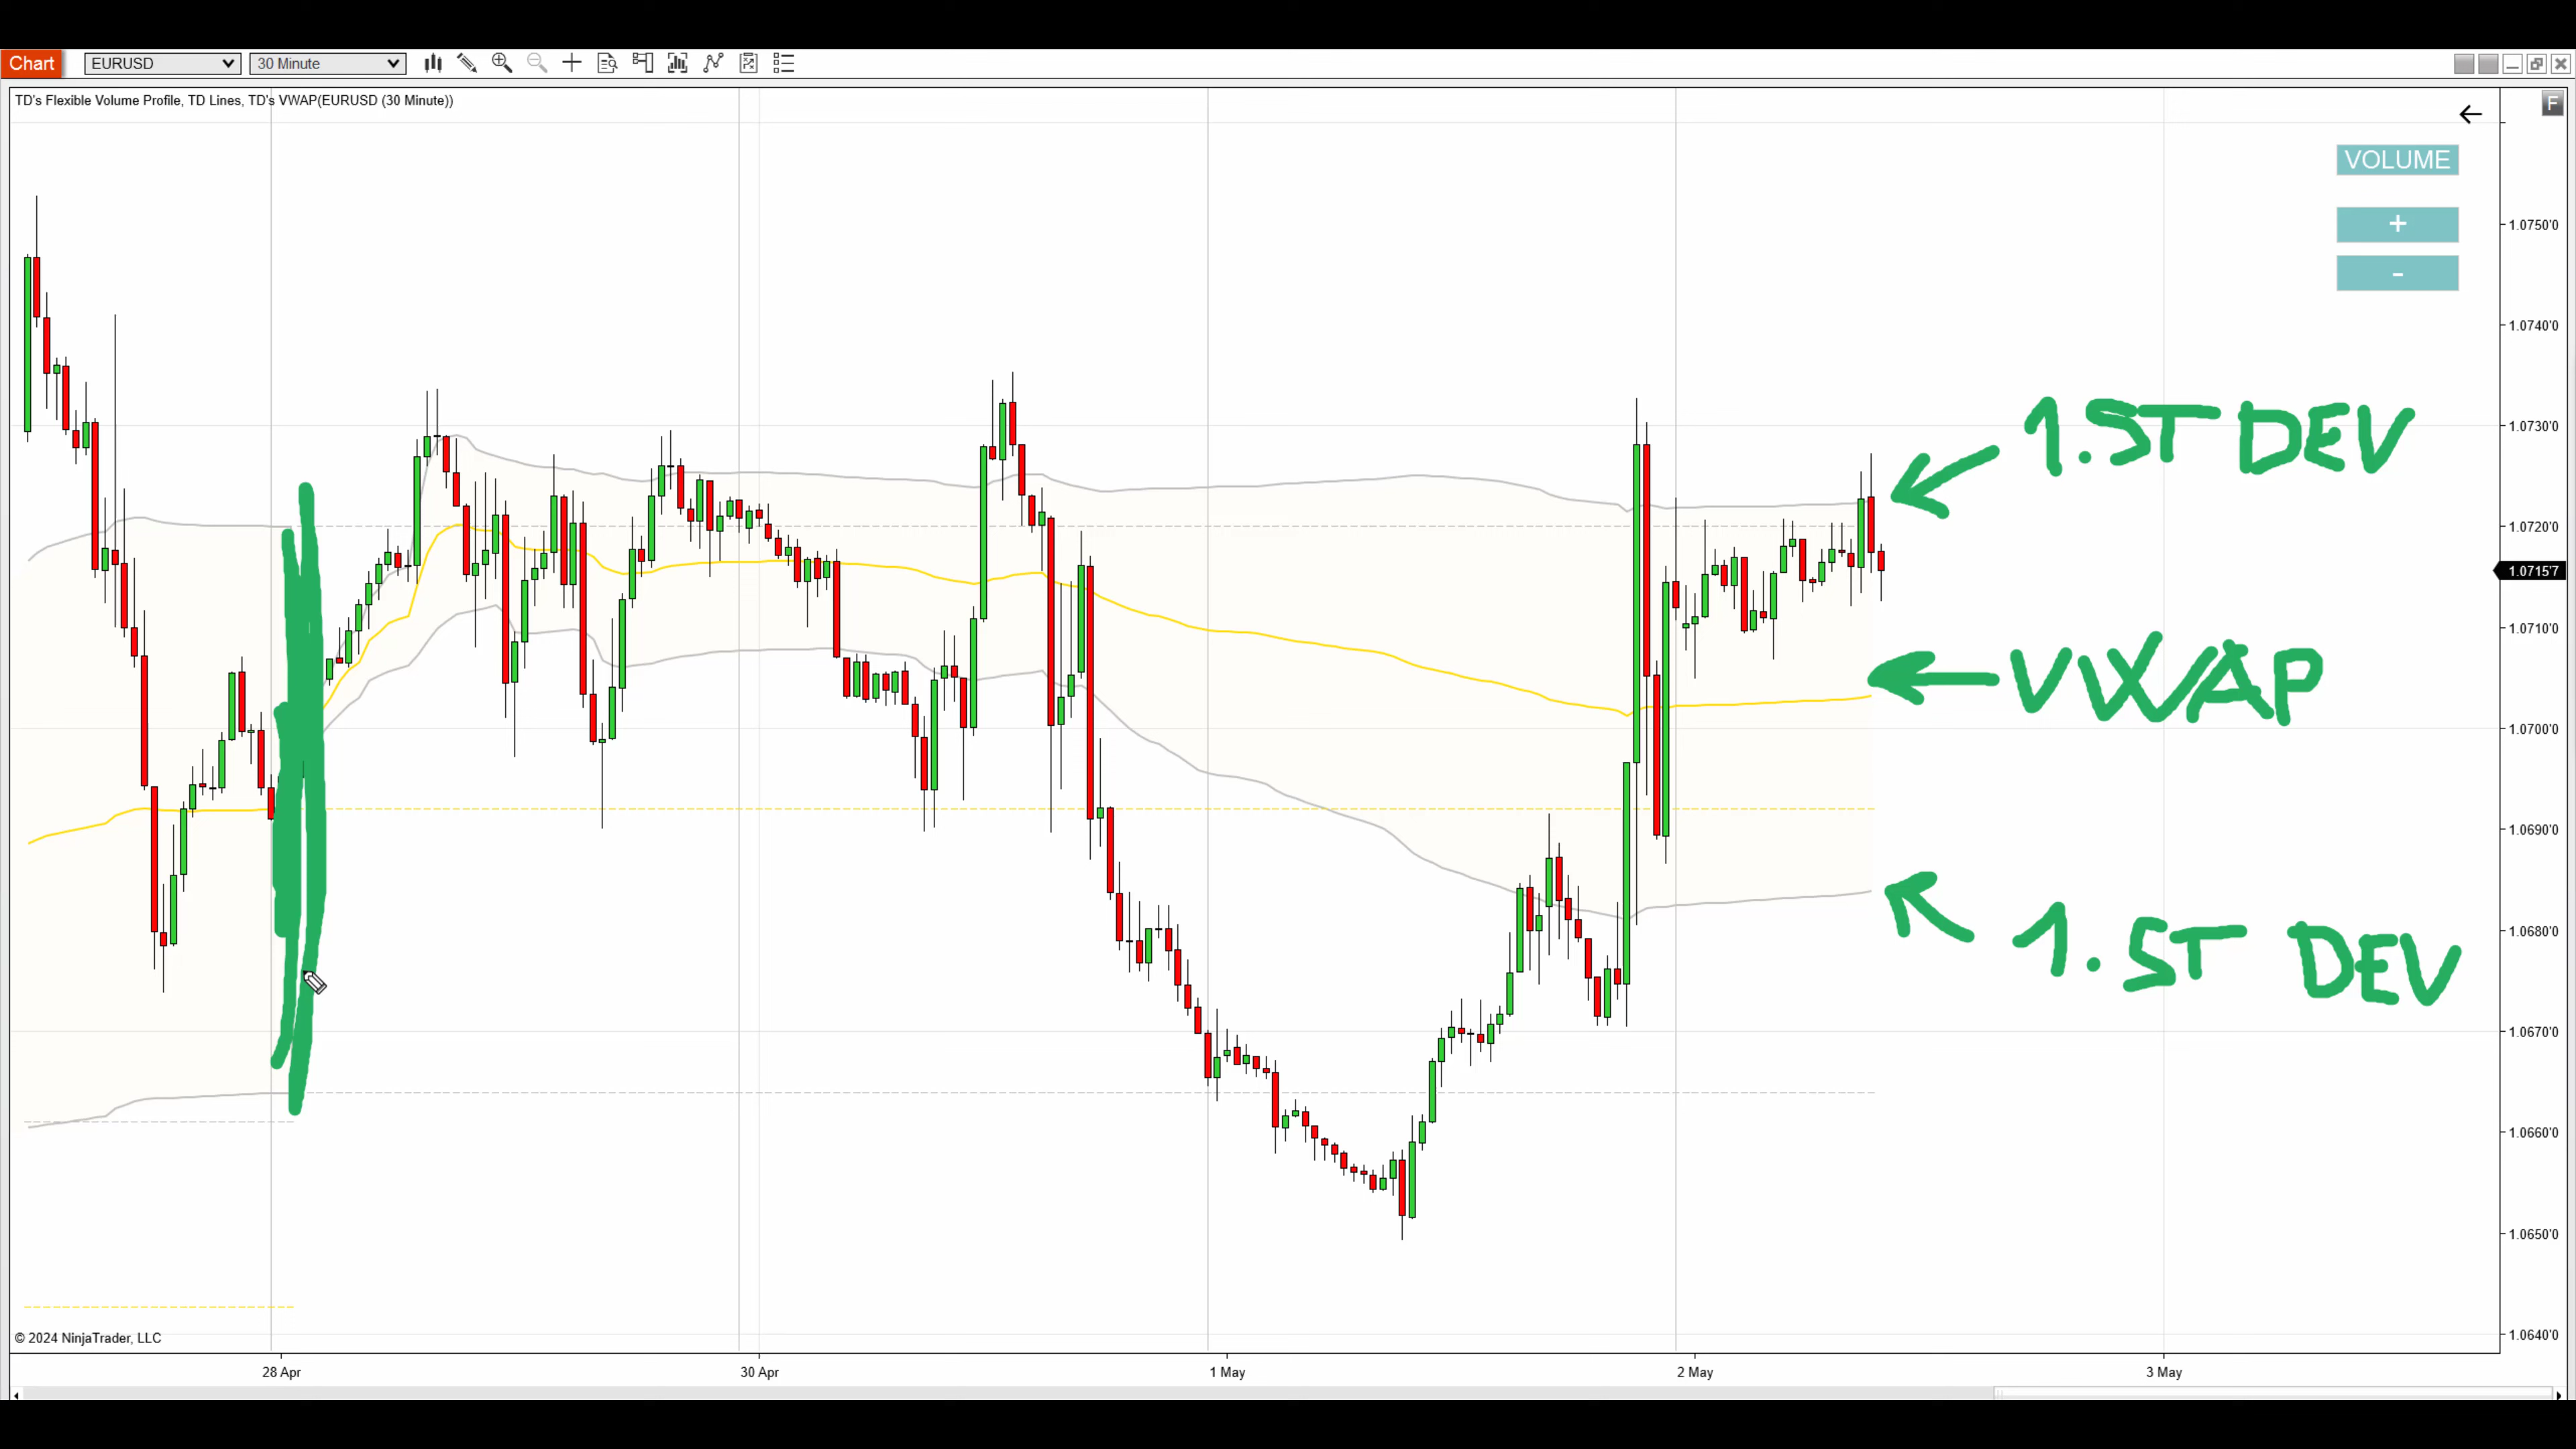 Chart EURUSD 30 Minute
TD's Flexible Volume Profile, TD Lines, TD's VWAP(EURUSD (30 Minute))
F
VOLUME
+
-
1.0750'0
1.0740'0
1.0730'0
1.0720'0
1.0715'7
1.0710'0
1.0700'0
1.0690'0
1.0680'0
1.0670'0
1.0660'0
1.0650'0
1.0640'0
1.ST DEV
VWAP
1.ST DEV
© 2024 NinjaTrader, LLC
28 Apr 30 Apr 1 May 2 May 3 May